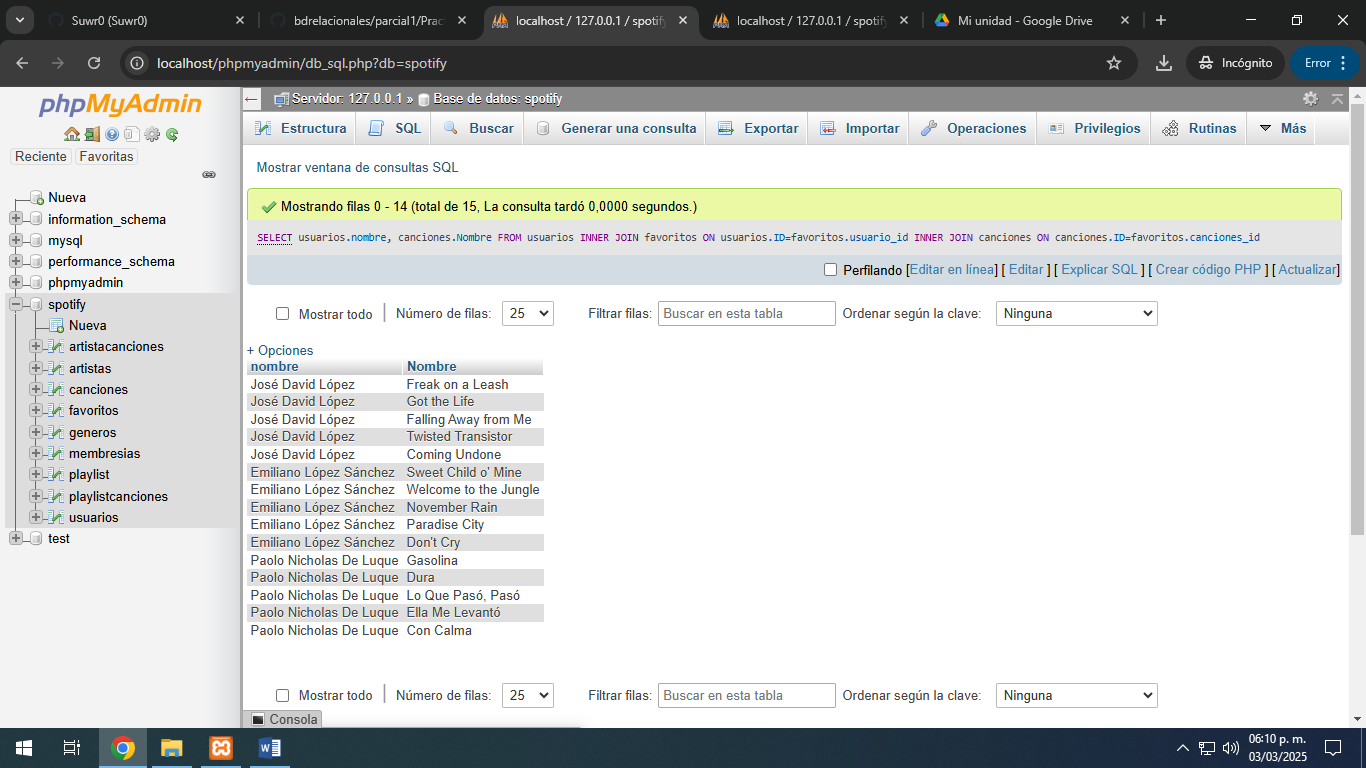 Suwr0 (Suwr0)
bdrelacionales/parcial1/Prac
localhost / 127.0.0.1 / spotify
localhost / 127.0.0.1 / spotify
Mi unidad - Google Drive
localhost/phpmyadmin/db_sql.php?db=spotify
Incógnito
Error
phpMyAdmin
Reciente
Favoritas
Nueva
information_schema
mysql
performance_schema
phpmyadmin
spotify
Nueva
artistacanciones
artistas
canciones
favoritos
generos
membresias
playlist
playlistcanciones
usuarios
test
Servidor: 127.0.0.1 » Base de datos: spotify
Estructura SQL Buscar Generar una consulta Exportar Importar Operaciones Privilegios Rutinas Más
Mostrar ventana de consultas SQL
Mostrando filas 0 - 14 (total de 15, La consulta tardó 0,0000 segundos.)
SELECT usuarios.nombre, canciones.Nombre FROM usuarios INNER JOIN favoritos ON usuarios.ID=favoritos.usuario_id INNER JOIN canciones ON canciones.ID=favoritos.canciones_id
Perfilando [Editar en línea] [ Editar ] [ Explicar SQL ] [ Crear código PHP ] [ Actualizar]
Mostrar todo | Número de filas: 25 Filtrar filas: Buscar en esta tabla Ordenar según la clave: Ninguna
+ Opciones
nombre Nombre
José David López Freak on a Leash
José David López Got the Life
José David López Falling Away from Me
José David López Twisted Transistor
José David López Coming Undone
Emiliano López Sánchez Sweet Child o' Mine
Emiliano López Sánchez Welcome to the Jungle
Emiliano López Sánchez November Rain
Emiliano López Sánchez Paradise City
Emiliano López Sánchez Don't Cry
Paolo Nicholas De Luque Gasolina
Paolo Nicholas De Luque Dura
Paolo Nicholas De Luque Lo Que Pasó, Pasó
Paolo Nicholas De Luque Ella Me Levantó
Paolo Nicholas De Luque Con Calma
Mostrar todo | Número de filas: 25 Filtrar filas: Buscar en esta tabla Ordenar según la clave: Ninguna
Consola
06:10 p. m.
03/03/2025